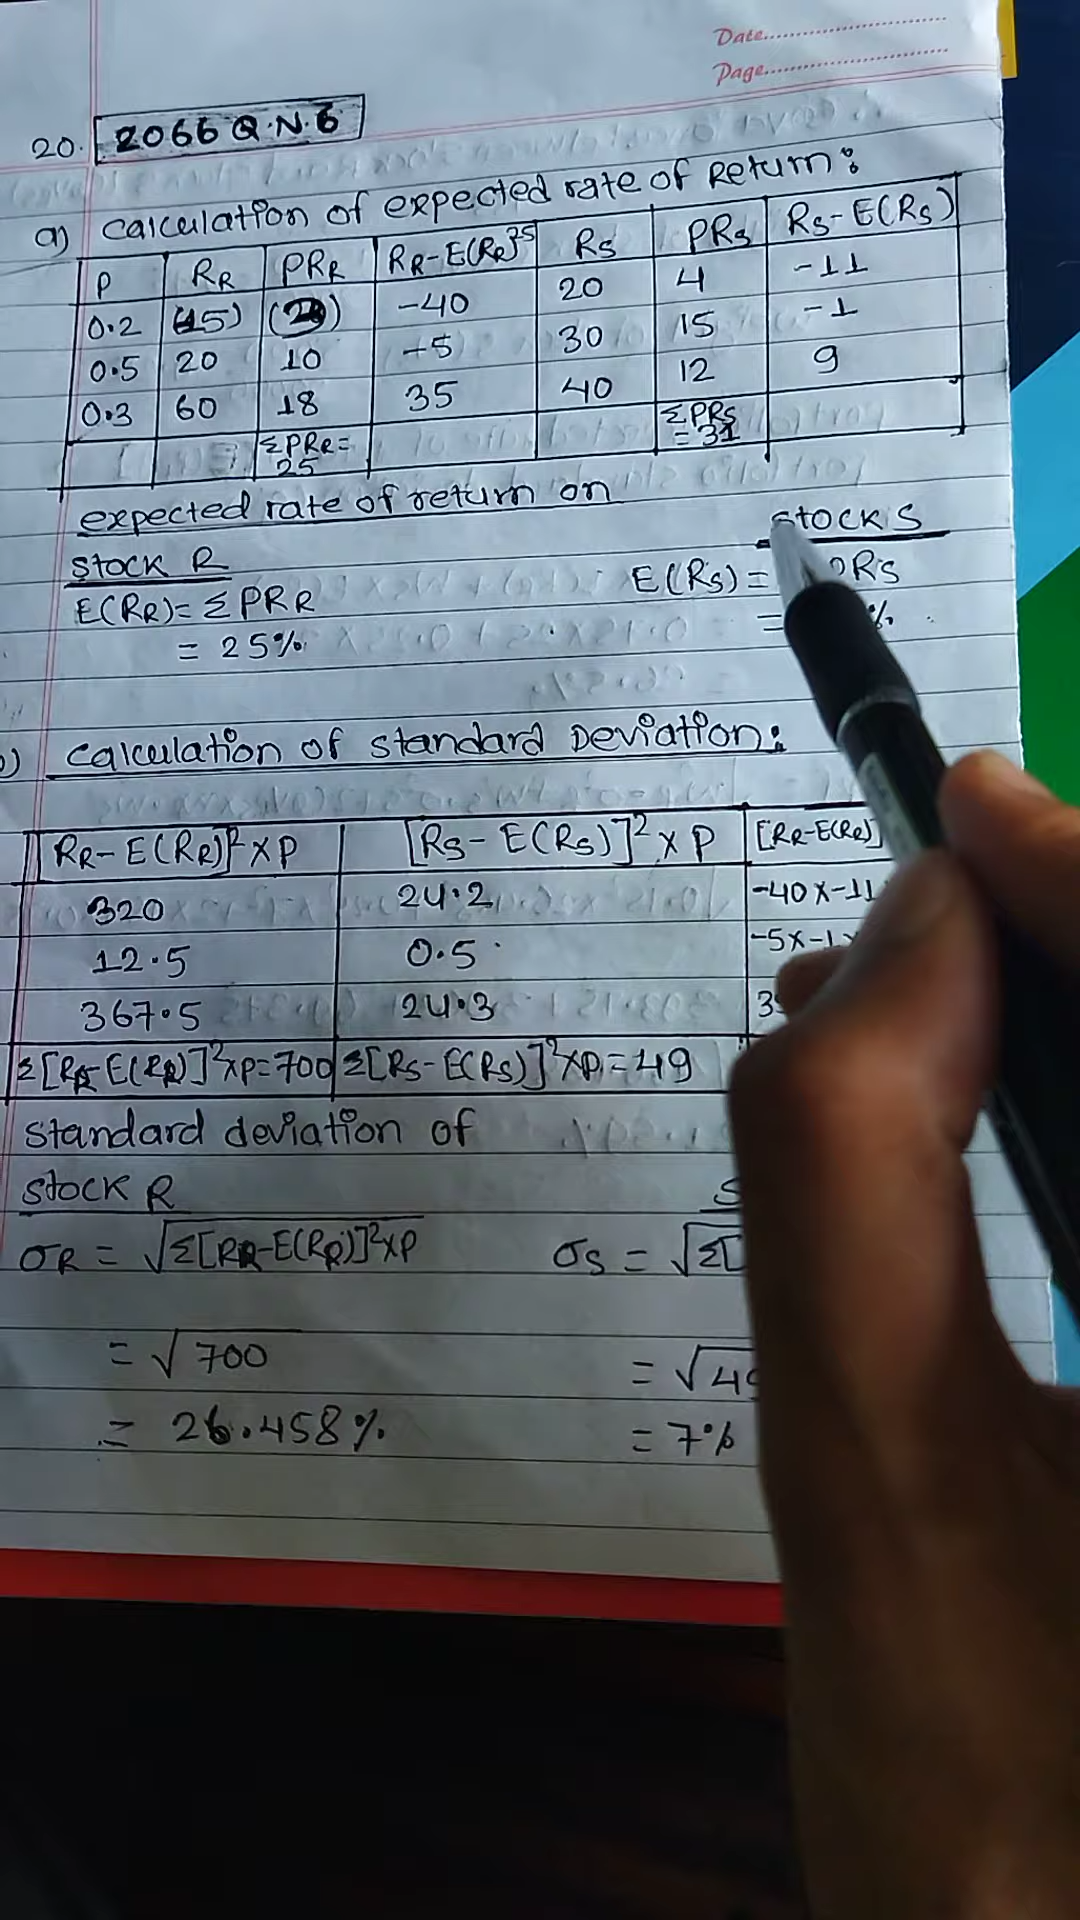 Date....................
Page....................
20. 2066 Q.N.6
a) Calculation of expected rate of Return:
P RR PRR RR-E(RR)25 RS PRS RS-E(RS)
0.2 (15) -40 20 4 -11
0.5 20 10 -5 30 15 -1
0.3 60 18 35 40 12 9
ΣPRR= 25 ΣPRS = 31
expected rate of return on
Stock R Stock S
E(RR)= ΣPRR E(RS)= PRS
= 25% = %
b) Calculation of standard Deviation:
[RR-E(RR)]²×P [RS-E(RS)]²×P [RR-E(RR)]
320 24.2 -40×-11
12.5 0.5 -5×-1×
367.5 24.3
Σ[RR-E(RR)]²×P=700 Σ[RS-E(RS)]²×P=49
standard deviation of
stock R
σR = √Σ[RR-E(RR)]²×P σS = √Σ[
= √700 = √49
= 26.458% = 7%